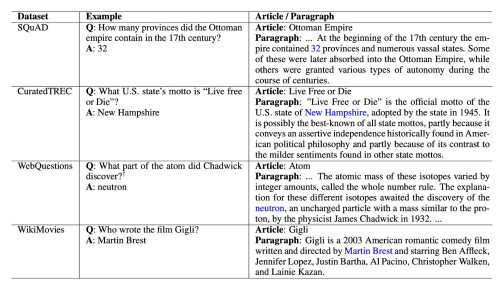 Dataset Example Article / Paragraph
SQuAD Q: How many provinces did the Ottoman empire contain in the 17th century?
A: 32
Article: Ottoman Empire
Paragraph: ... At the beginning of the 17th century the em-
pire contained 32 provinces and numerous vassal states. Some
of these were later absorbed into the Ottoman Empire, while
others were granted various types of autonomy during the
course of centuries.
CuratedTREC Q: What U.S. state's motto is “Live free
or Die”?
A: New Hampshire
Article: Live Free or Die
Paragraph: ”Live Free or Die” is the official motto of the
U.S. state of New Hampshire, adopted by the state in 1945. It
is possibly the best-known of all state mottos, partly because it
conveys an assertive independence historically found in Amer-
ican political philosophy and partly because of its contrast to
the milder sentiments found in other state mottos.
WebQuestions Q: What part of the atom did Chadwick
discover?†
A: neutron
Article: Atom
Paragraph: ... The atomic mass of these isotopes varied by
integer amounts, called the whole number rule. The explana-
tion for these different isotopes awaited the discovery of the
neutron, an uncharged particle with a mass similar to the pro-
ton, by the physicist James Chadwick in 1932. ...
WikiMovies Q: Who wrote the film Gigli?
A: Martin Brest
Article: Gigli
Paragraph: Gigli is a 2003 American romantic comedy film
written and directed by Martin Brest and starring Ben Affleck,
Jennifer Lopez, Justin Bartha, Al Pacino, Christopher Walken,
and Lainie Kazan.